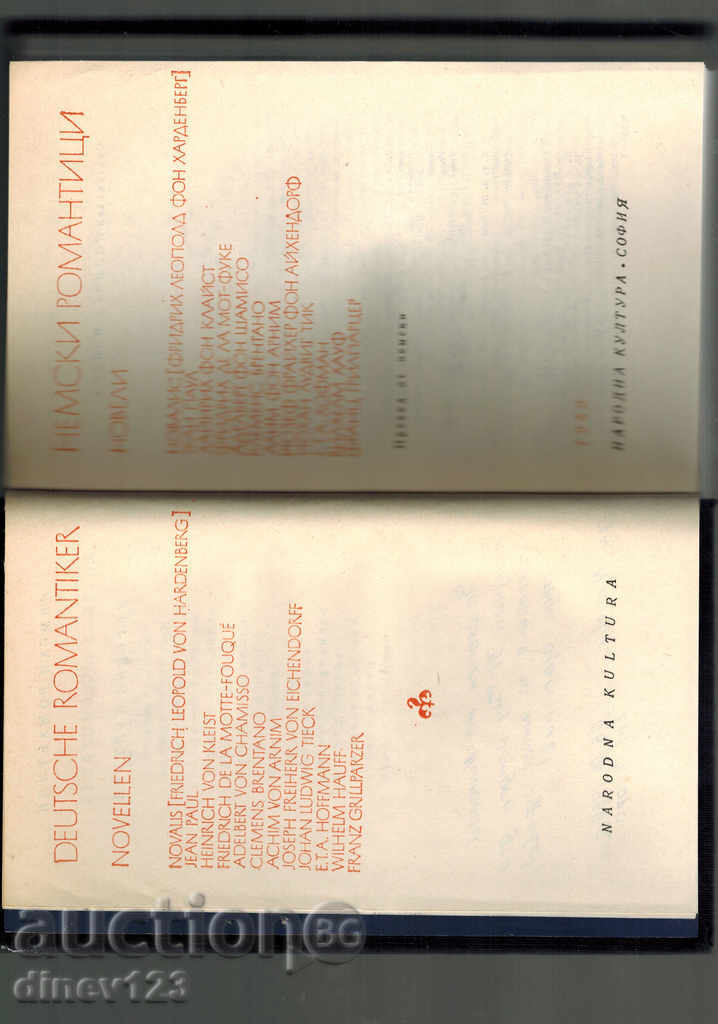 DEUTSCHE ROMANTIKER
NOVELLEN
NOVALIS [FRIEDRICH LEOPOLD VON HARDENBERG]
JEAN PAUL
HEINRICH VON KLEIST
FRIEDRICH DE LA MOTTE-FOUQUÉ
ADELBERT VON CHAMISSO
CLEMENS BRENTANO
ACHIM VON ARNIM
JOSEPH FREIHERR VON EICHENDORFF
JOHAN LUDWIG TIECK
E.T.A. HOFFMANN
WILHELM HAUFF
FRANZ GRILLPARZER
NARODNA KULTURA
НЕМСКИ РОМАНТИЦИ
НОВЕЛИ
НОВАЛИС [ФРИДРИХ ЛЕОПОЛД ФОН ХАРДЕНБЕРГ]
ЖАН ПАУЛ
ХАЙНРИХ ФОН КЛАЙСТ
ФРИДРИХ ДЕ ЛА МОТ-ФУКЕ
АДЕЛБЕРТ ФОН ШАМИСО
КЛЕМЕНС БРЕНТАНО
АХИМ ФОН АРНИМ
ЙОЗЕФ ФРАЙХЕР ФОН АЙХЕНДОРФ
ЙОХАН ЛУДВИГ ТИК
Е.Т.А. ХОФМАН
ВИЛХЕЛМ ХАУФ
ФРАНЦ ГРИЛПАРЦЕР
Превод от немски
НАРОДНА КУЛТУРА • СОФИЯ
auction BG
dinev123